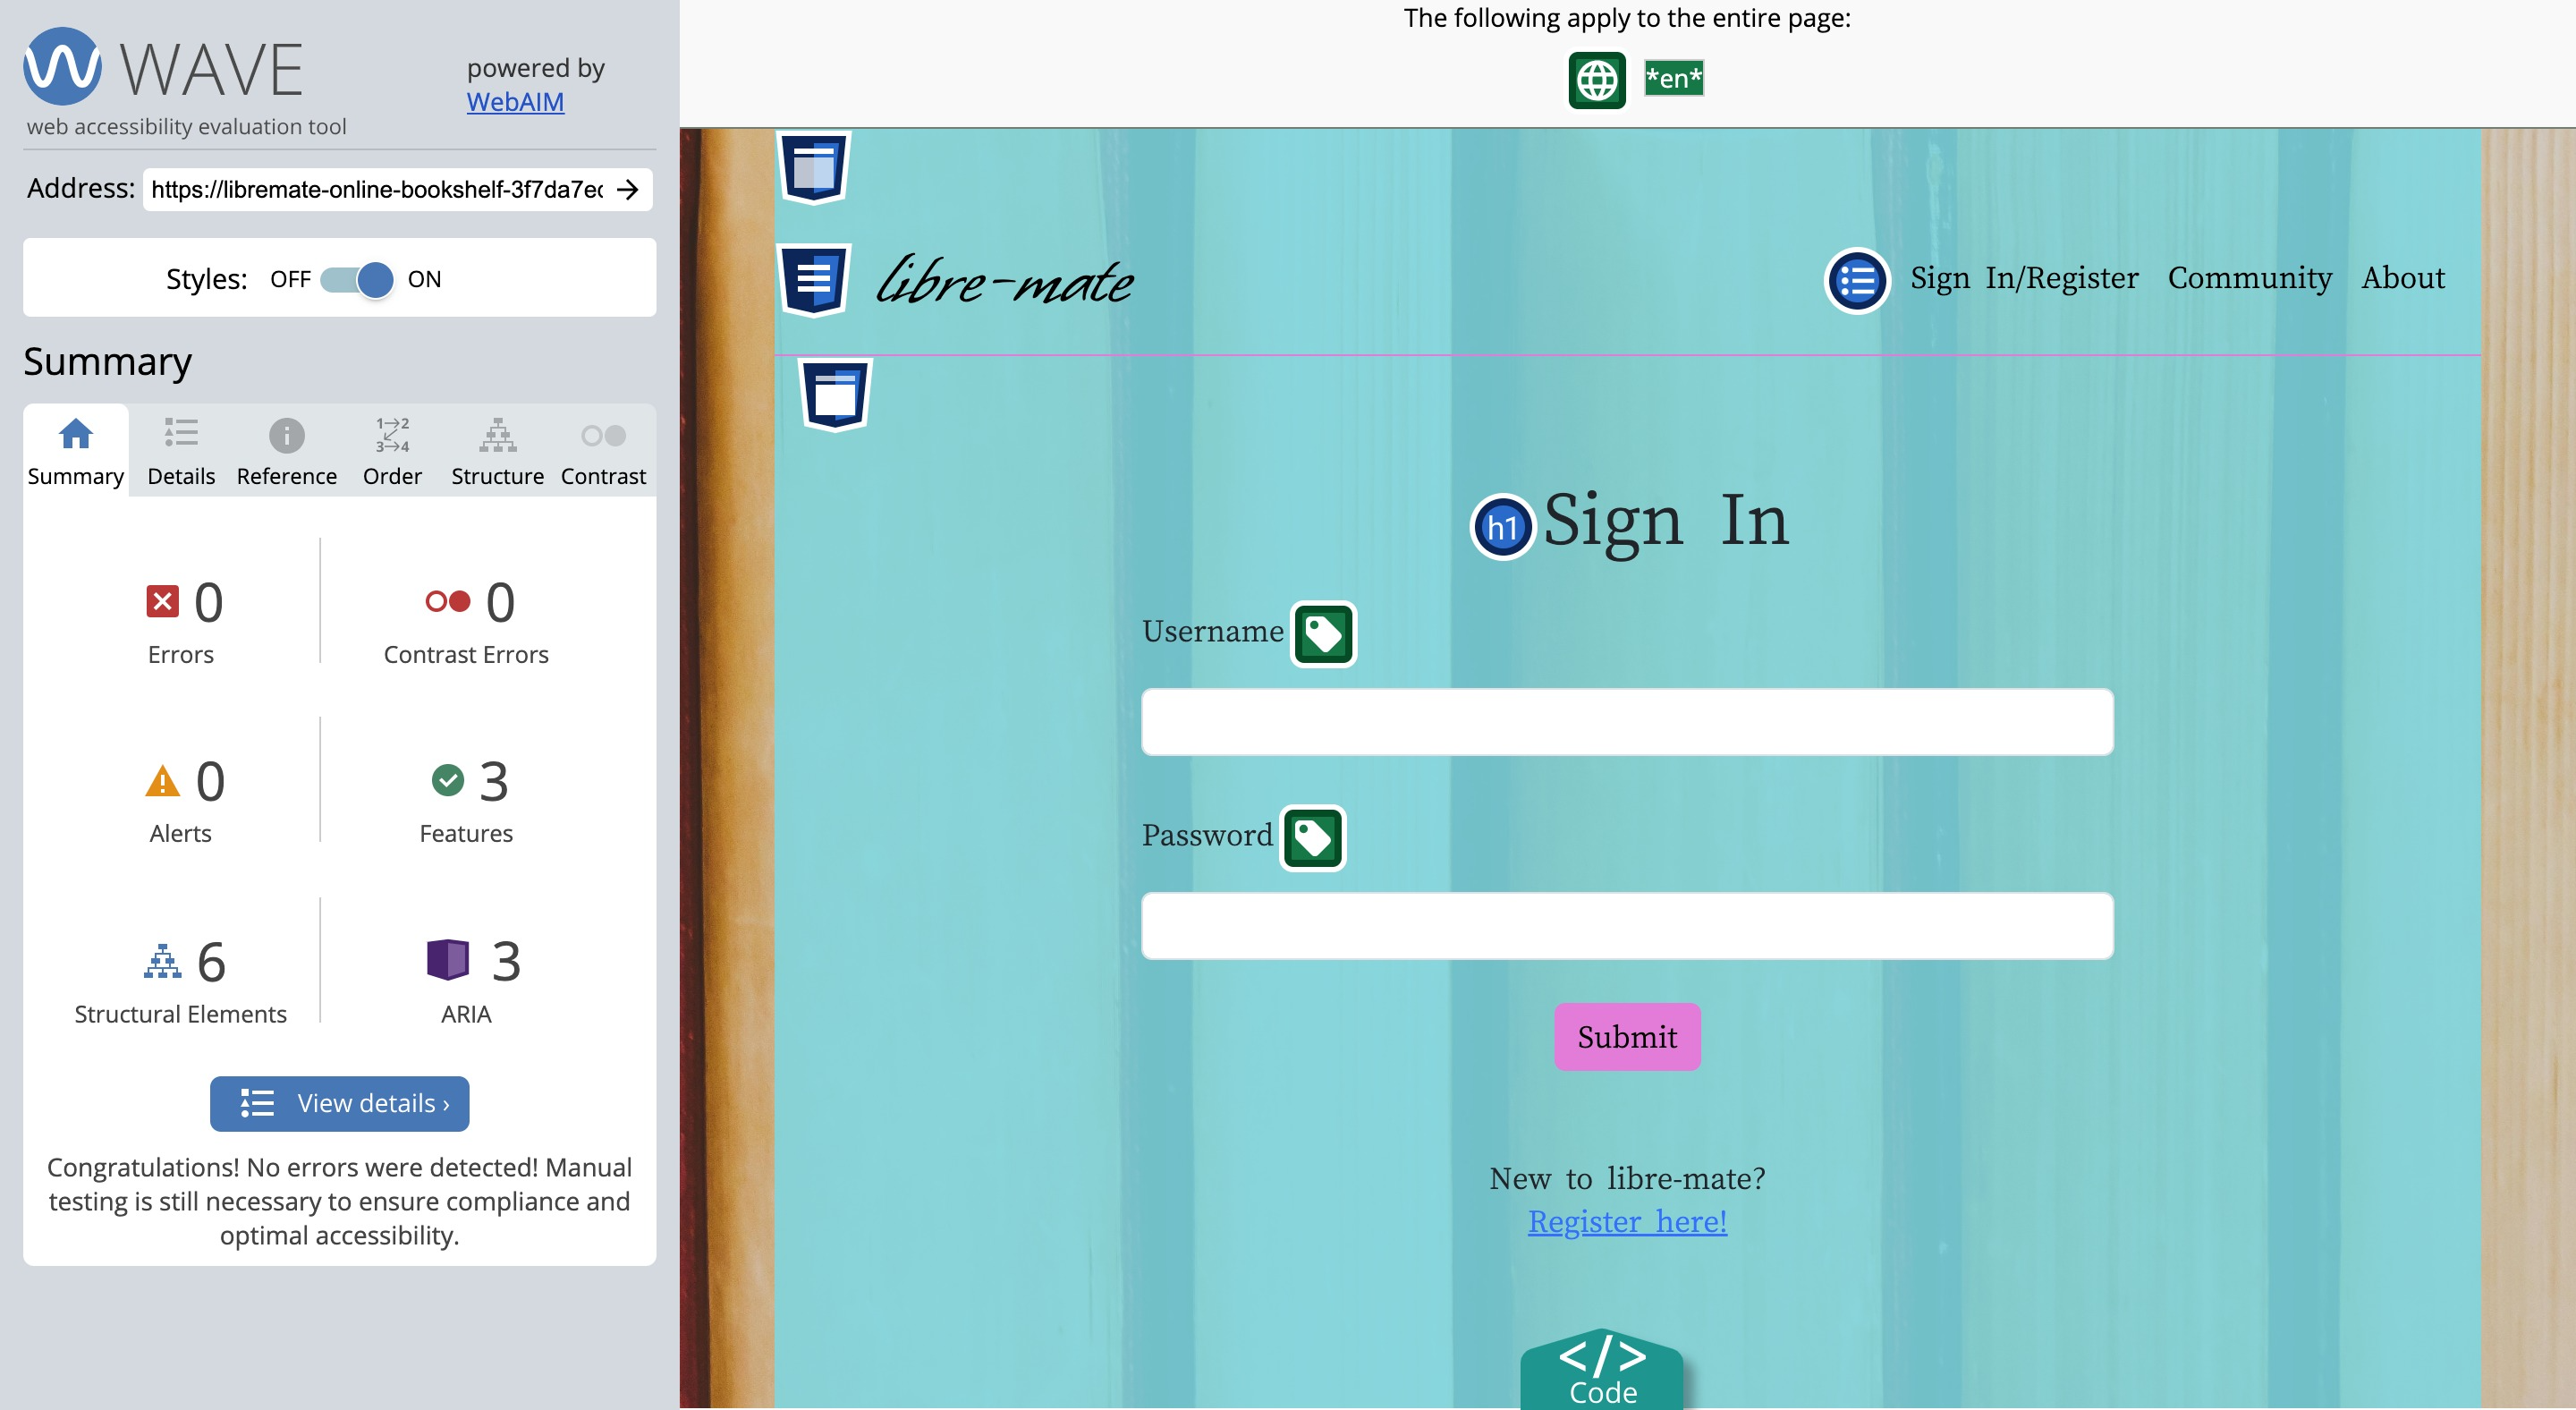 WAVE
powered by
WebAIM
web accessibility evaluation tool
Address: https://libremate-online-bookshelf-3f7da7ec
Styles: OFF ON
Summary
Summary Details Reference Order Structure Contrast
1→2
3→4
0 Errors
0 Contrast Errors
0 Alerts
3 Features
6 Structural Elements
3 ARIA
View details ›
Congratulations! No errors were detected! Manual
testing is still necessary to ensure compliance and
optimal accessibility.
The following apply to the entire page:
*en*
libre-mate
Sign In/Register Community About
h1 Sign In
Username
Password
Submit
New to libre-mate?
Register here!
</>
Code